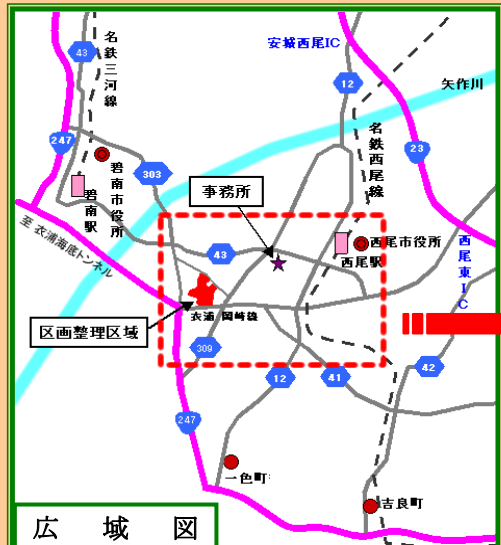 43
名鉄三河線
安城西尾IC
12
矢作川
247
名鉄西尾線
23
碧南市役所
303
碧南駅
事務所
至 衣浦海底トンネル
43
西尾市役所
西尾駅
西尾東IC
区画整理区域
衣浦 岡崎線
309
12
41
42
247
一色町
吉良町
広域図